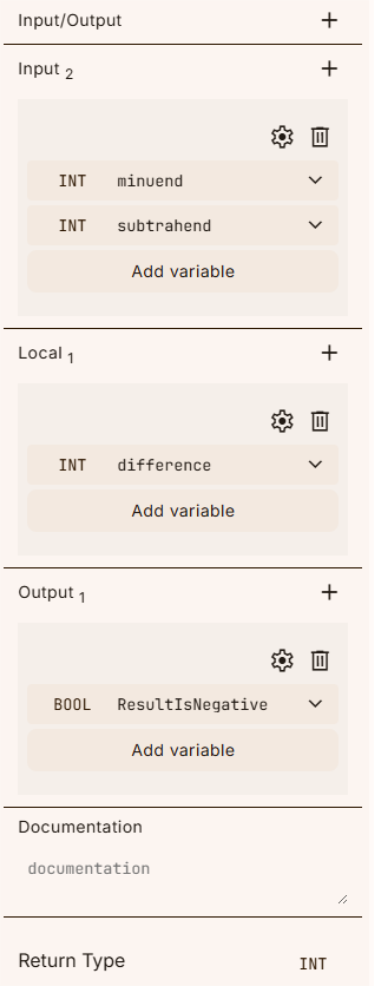 Input/Output +
Input 2 +
INT minuend
INT subtrahend
Add variable
Local 1 +
INT difference
Add variable
Output 1 +
BOOL ResultIsNegative
Add variable
Documentation
documentation
Return Type INT